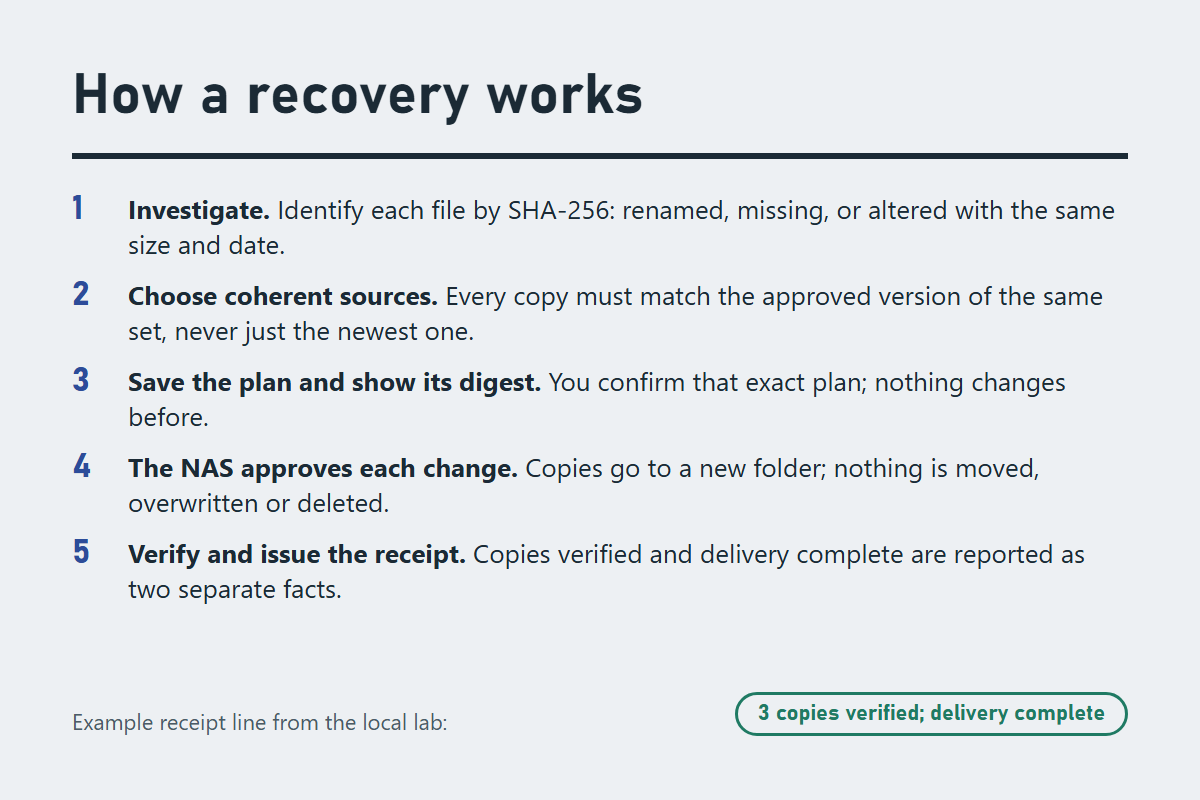 How a recovery works
1 Investigate. Identify each file by SHA-256: renamed, missing, or altered with the same
size and date.
2 Choose coherent sources. Every copy must match the approved version of the same
set, never just the newest one.
3 Save the plan and show its digest. You confirm that exact plan; nothing changes
before.
4 The NAS approves each change. Copies go to a new folder; nothing is moved,
overwritten or deleted.
5 Verify and issue the receipt. Copies verified and delivery complete are reported as
two separate facts.
Example receipt line from the local lab:
3 copies verified; delivery complete